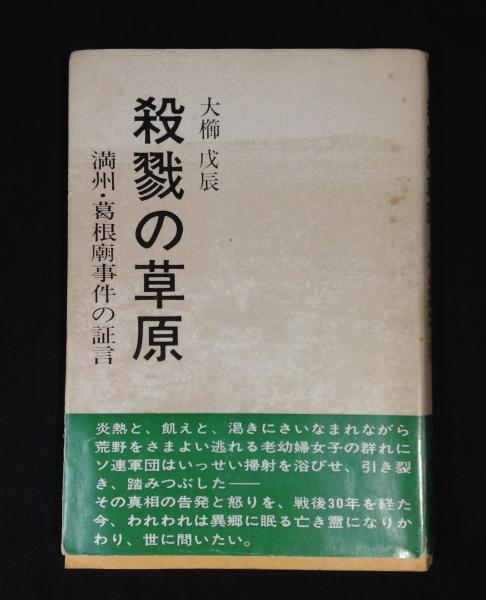 大櫛戊辰
殺戮の草原
満州・葛根廟事件の証言
炎熱と、飢えと、渇きにさいなまれながら
荒野をさまよい逃れる老幼婦女子の群れに
ソ連軍団はいっせい掃射を浴びせ、引き裂
き、踏みつぶした――
その真相の告発と怒りを、戦後30年を経た
今、われわれは異郷に眠る亡き霊になりか
わり、世に問いたい。